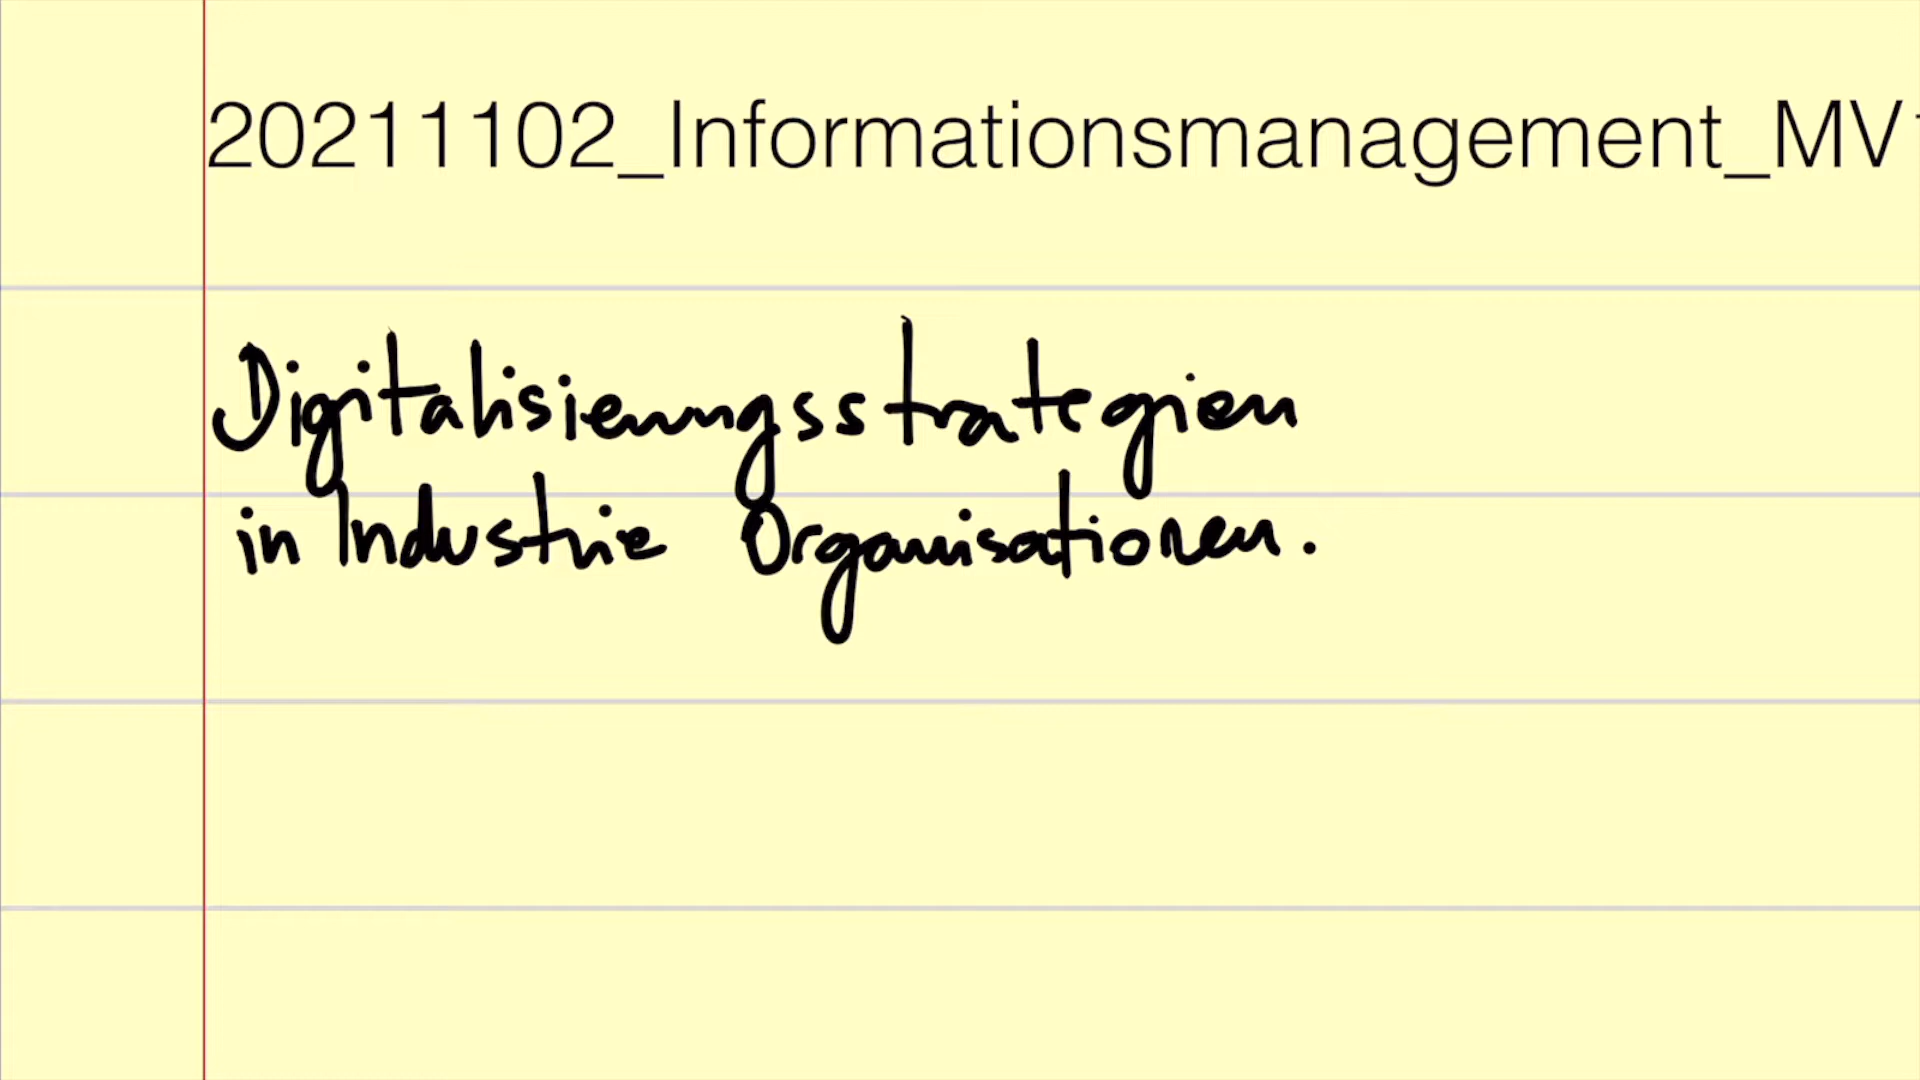 20211102_Informationsmanagement_MV
Digitalisierungsstrategien
in Industrie Organisationen.